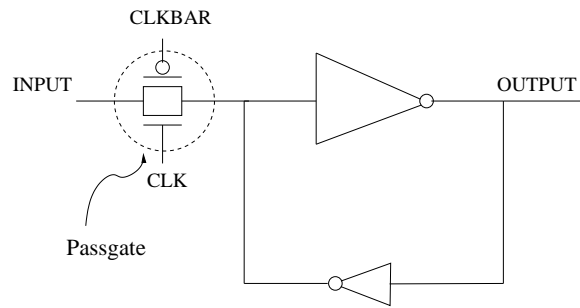 CLKBAR
INPUT
OUTPUT
CLK
Passgate